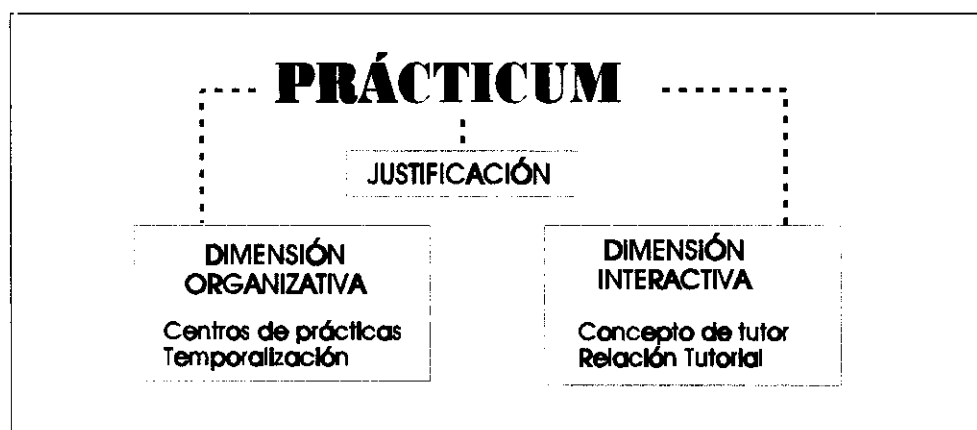 PRÁCTICUM
JUSTIFICACIÓN
DIMENSIÓN
ORGANIZATIVA
Centros de prácticas
Temporalización
DIMENSIÓN
INTERACTIVA
Concepto de tutor
Relación Tutorial